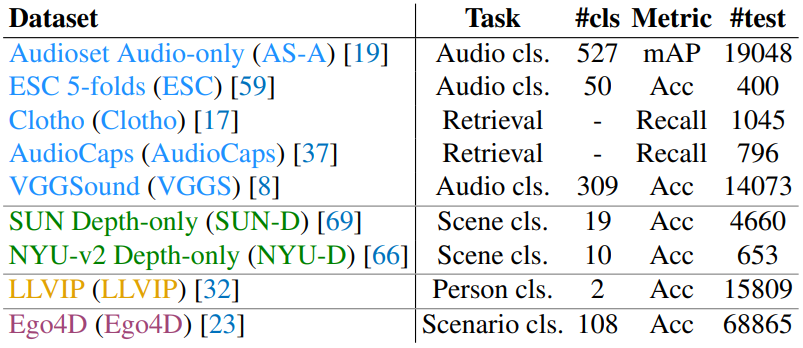 Dataset Task #cls Metric #test
Audioset Audio-only (AS-A) [19] Audio cls. 527 mAP 19048
ESC 5-folds (ESC) [59] Audio cls. 50 Acc 400
Clotho (Clotho) [17] Retrieval - Recall 1045
AudioCaps (AudioCaps) [37] Retrieval - Recall 796
VGGSound (VGGS) [8] Audio cls. 309 Acc 14073
SUN Depth-only (SUN-D) [69] Scene cls. 19 Acc 4660
NYU-v2 Depth-only (NYU-D) [66] Scene cls. 10 Acc 653
LLVIP (LLVIP) [32] Person cls. 2 Acc 15809
Ego4D (Ego4D) [23] Scenario cls. 108 Acc 68865